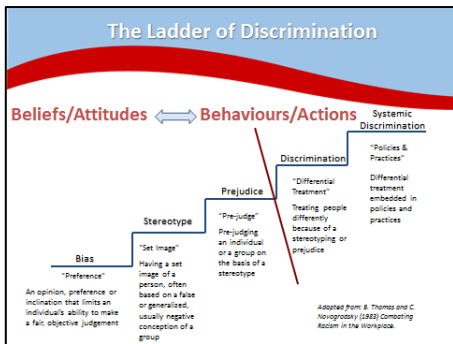 The Ladder of Discrimination
Beliefs/Attitudes
Behaviours/Actions
Systemic
Discrimination
"Policies &
Practices"
Differential
treatment
embedded in
policies and
practices
Discrimination
"Differential
Treatment"
Treating people
differently
because of a
stereotyping or
prejudice
Prejudice
"Pre-judge"
Pre-judging
an individual
or a group on
the basis of a
stereotype
Stereotype
"Set Image"
Having a set
image of a
person, often
based on a false
or generalized,
usually negative
conception of a
group
Bias
"Preference"
An opinion, preference or
inclination that limits an
individual's ability to make
a fair, objective judgement
Adapted from: B. Thomas and C.
Novogrodsky (1983) Combating
Racism in the Workplace.